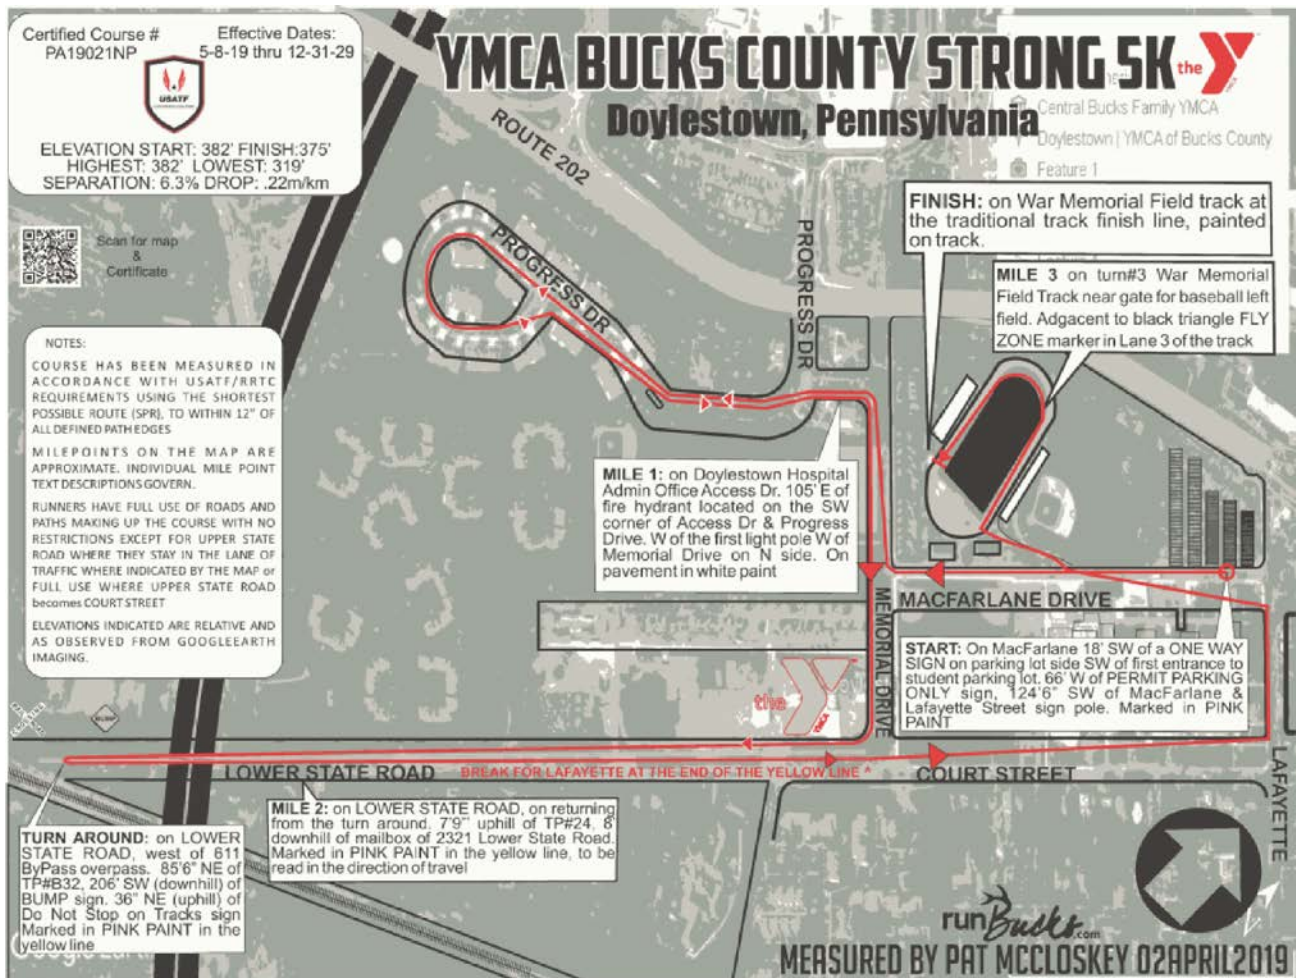 Certified Course #
PA19021NP
Effective Dates:
5-8-19 thru 12-31-29
USATF
ELEVATION START: 382' FINISH:375'
HIGHEST: 382' LOWEST: 319'
SEPARATION: 6.3% DROP: .22m/km
YMCA BUCKS COUNTY STRONG 5K
the
YMCA
Doylestown, Pennsylvania
Central Bucks Family YMCA
Doylestown | YMCA of Bucks County
Feature 1
Scan for map
&
Certificate
ROUTE 202
PROGRESS DR
PROGRESS DR
FINISH: on War Memorial Field track at
the traditional track finish line, painted
on track.
MILE 3 on turn#3 War Memorial
Field Track near gate for baseball left
field. Adgacent to black triangle FLY
ZONE marker in Lane 3 of the track
NOTES:
COURSE HAS BEEN MEASURED IN
ACCORDANCE WITH USATF/RRTC
REQUIREMENTS USING THE SHORTEST
POSSIBLE ROUTE (SPR), TO WITHIN 12" OF
ALL DEFINED PATH EDGES
MILEPOINTS ON THE MAP ARE
APPROXIMATE. INDIVIDUAL MILE POINT
TEXT DESCRIPTIONS GOVERN.
RUNNERS HAVE FULL USE OF ROADS AND
PATHS MAKING UP THE COURSE WITH NO
RESTRICTIONS EXCEPT FOR UPPER STATE
ROAD WHERE THEY STAY IN THE LANE OF
TRAFFIC WHERE INDICATED BY THE MAP or
FULL USE WHERE UPPER STATE ROAD
becomes COURT STREET
ELEVATIONS INDICATED ARE RELATIVE AND
AS OBSERVED FROM GOOGLEEARTH
IMAGING.
MILE 1: on Doylestown Hospital
Admin Office Access Dr. 105' E of
fire hydrant located on the SW
corner of Access Dr & Progress
Drive. W of the first light pole W of
Memorial Drive on N side. On
pavement in white paint
MACFARLANE DRIVE
MEMORIAL DRIVE
START: On MacFarlane 18' SW of a ONE WAY
SIGN on parking lot side SW of first entrance to
student parking lot. 66' W of PERMIT PARKING
ONLY sign, 124'6" SW of MacFarlane &
Lafayette Street sign pole. Marked in PINK
PAINT
the
YMCA
BUMP
LOWER STATE ROAD
BREAK FOR LAFAYETTE AT THE END OF THE YELLOW LINE ^
COURT STREET
LAFAYETTE
MILE 2: on LOWER STATE ROAD, on returning
from the turn around. 7'9" uphill of TP#24, 8'
downhill of mailbox of 2321 Lower State Road.
Marked in PINK PAINT in the yellow line, to be
read in the direction of travel
TURN AROUND: on LOWER
STATE ROAD, west of 611
ByPass overpass. 85'6" NE of
TP#B32, 206' SW (downhill) of
BUMP sign. 36" NE (uphill) of
Do Not Stop on Tracks sign
Marked in PINK PAINT in the
yellow line
runBucks.com
MEASURED BY PAT MCCLOSKEY 02APRIL2019